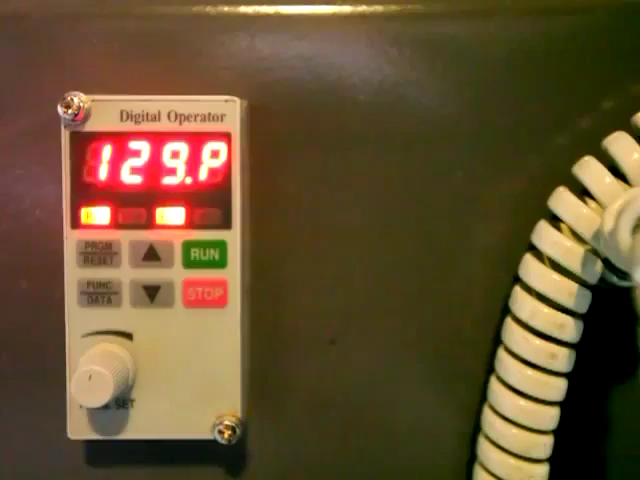 Digital Operator
129.P
PRGM
RESET
RUN
FUNC
DATA
STOP
SET